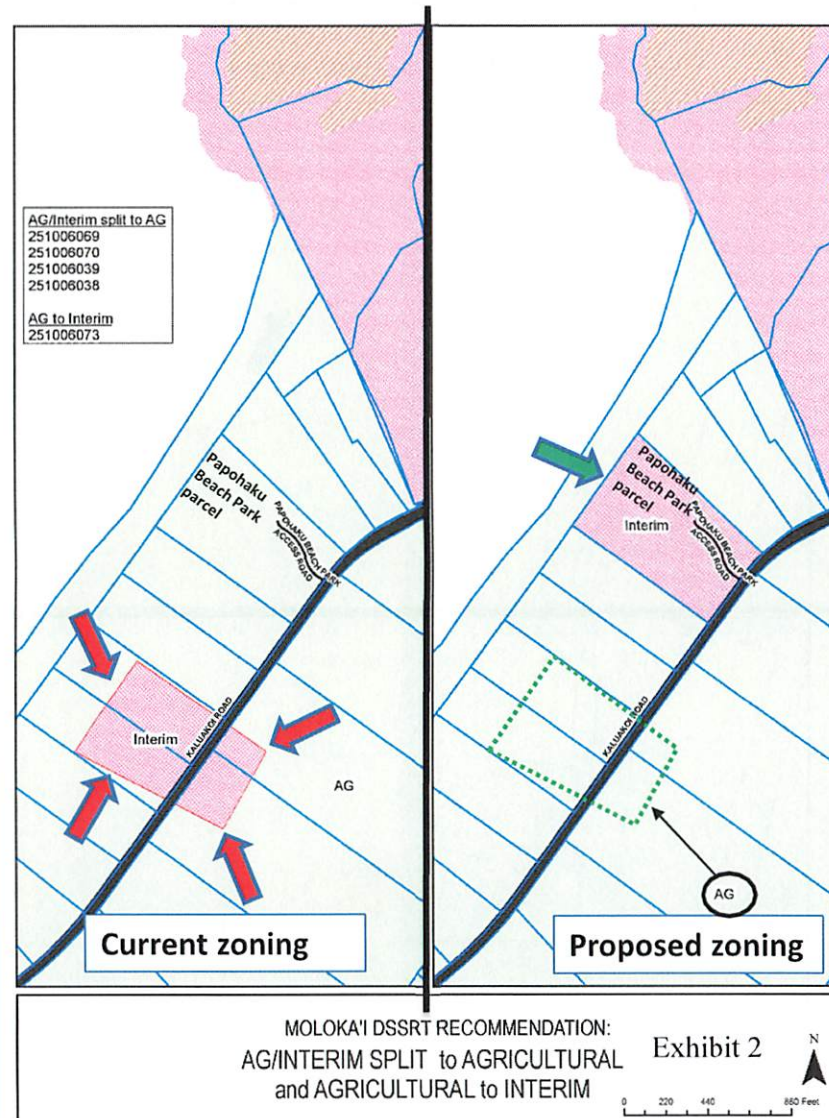 AG/Interim split to AG
251006069
251006070
251006039
251006038
AG to Interim
251006073
Papohaku
Beach Park
parcel
PAPOHAKU BEACH PARK
ACCESS ROAD
Interim
KALUAKOI ROAD
AG
Current zoning
Papohaku
Beach Park
parcel
Interim
PAPOHAKU BEACH PARK
ACCESS ROAD
KALUAKOI ROAD
AG
Proposed zoning
MOLOKA'I DSSRT RECOMMENDATION:
AG/INTERIM SPLIT to AGRICULTURAL
and AGRICULTURAL to INTERIM
Exhibit 2
N
0 220 440 880 Feet